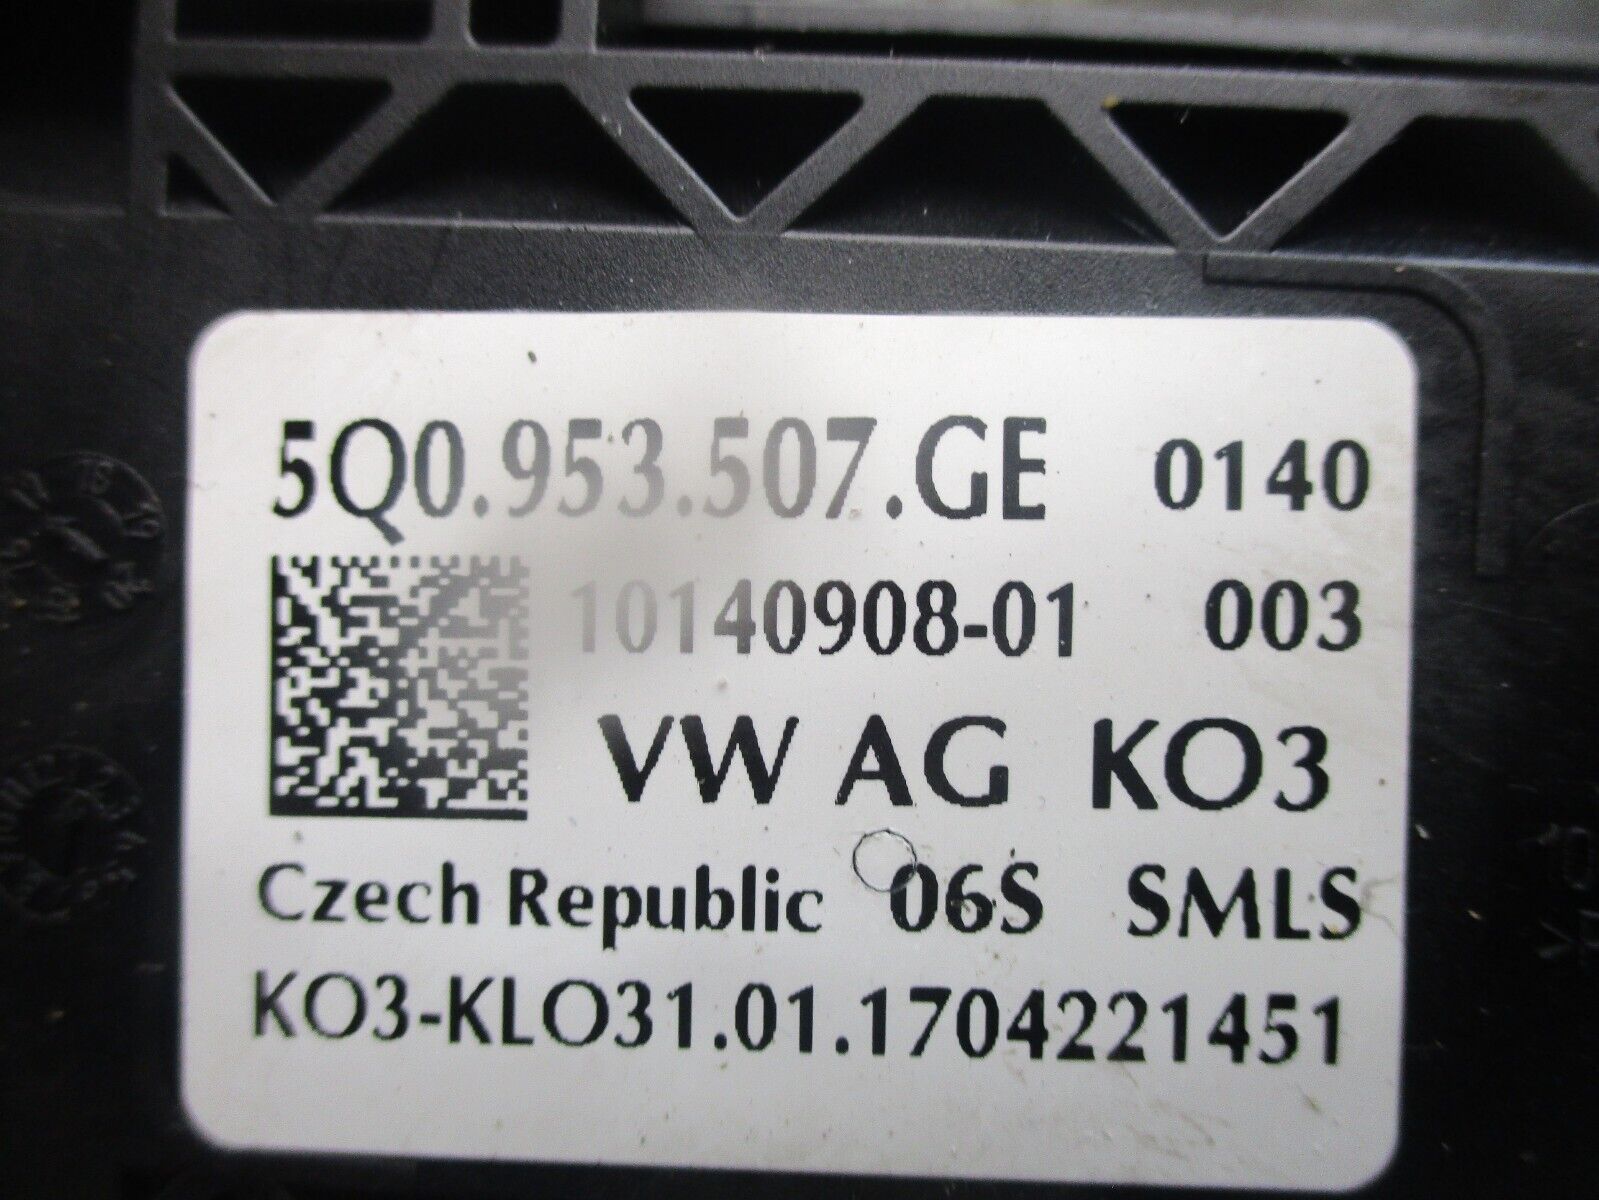 5Q0.953.507.GE 0140
10140908-01 003
VW AG KO3
Czech Republic 06S SMLS
KO3-KLO31.01.1704221451